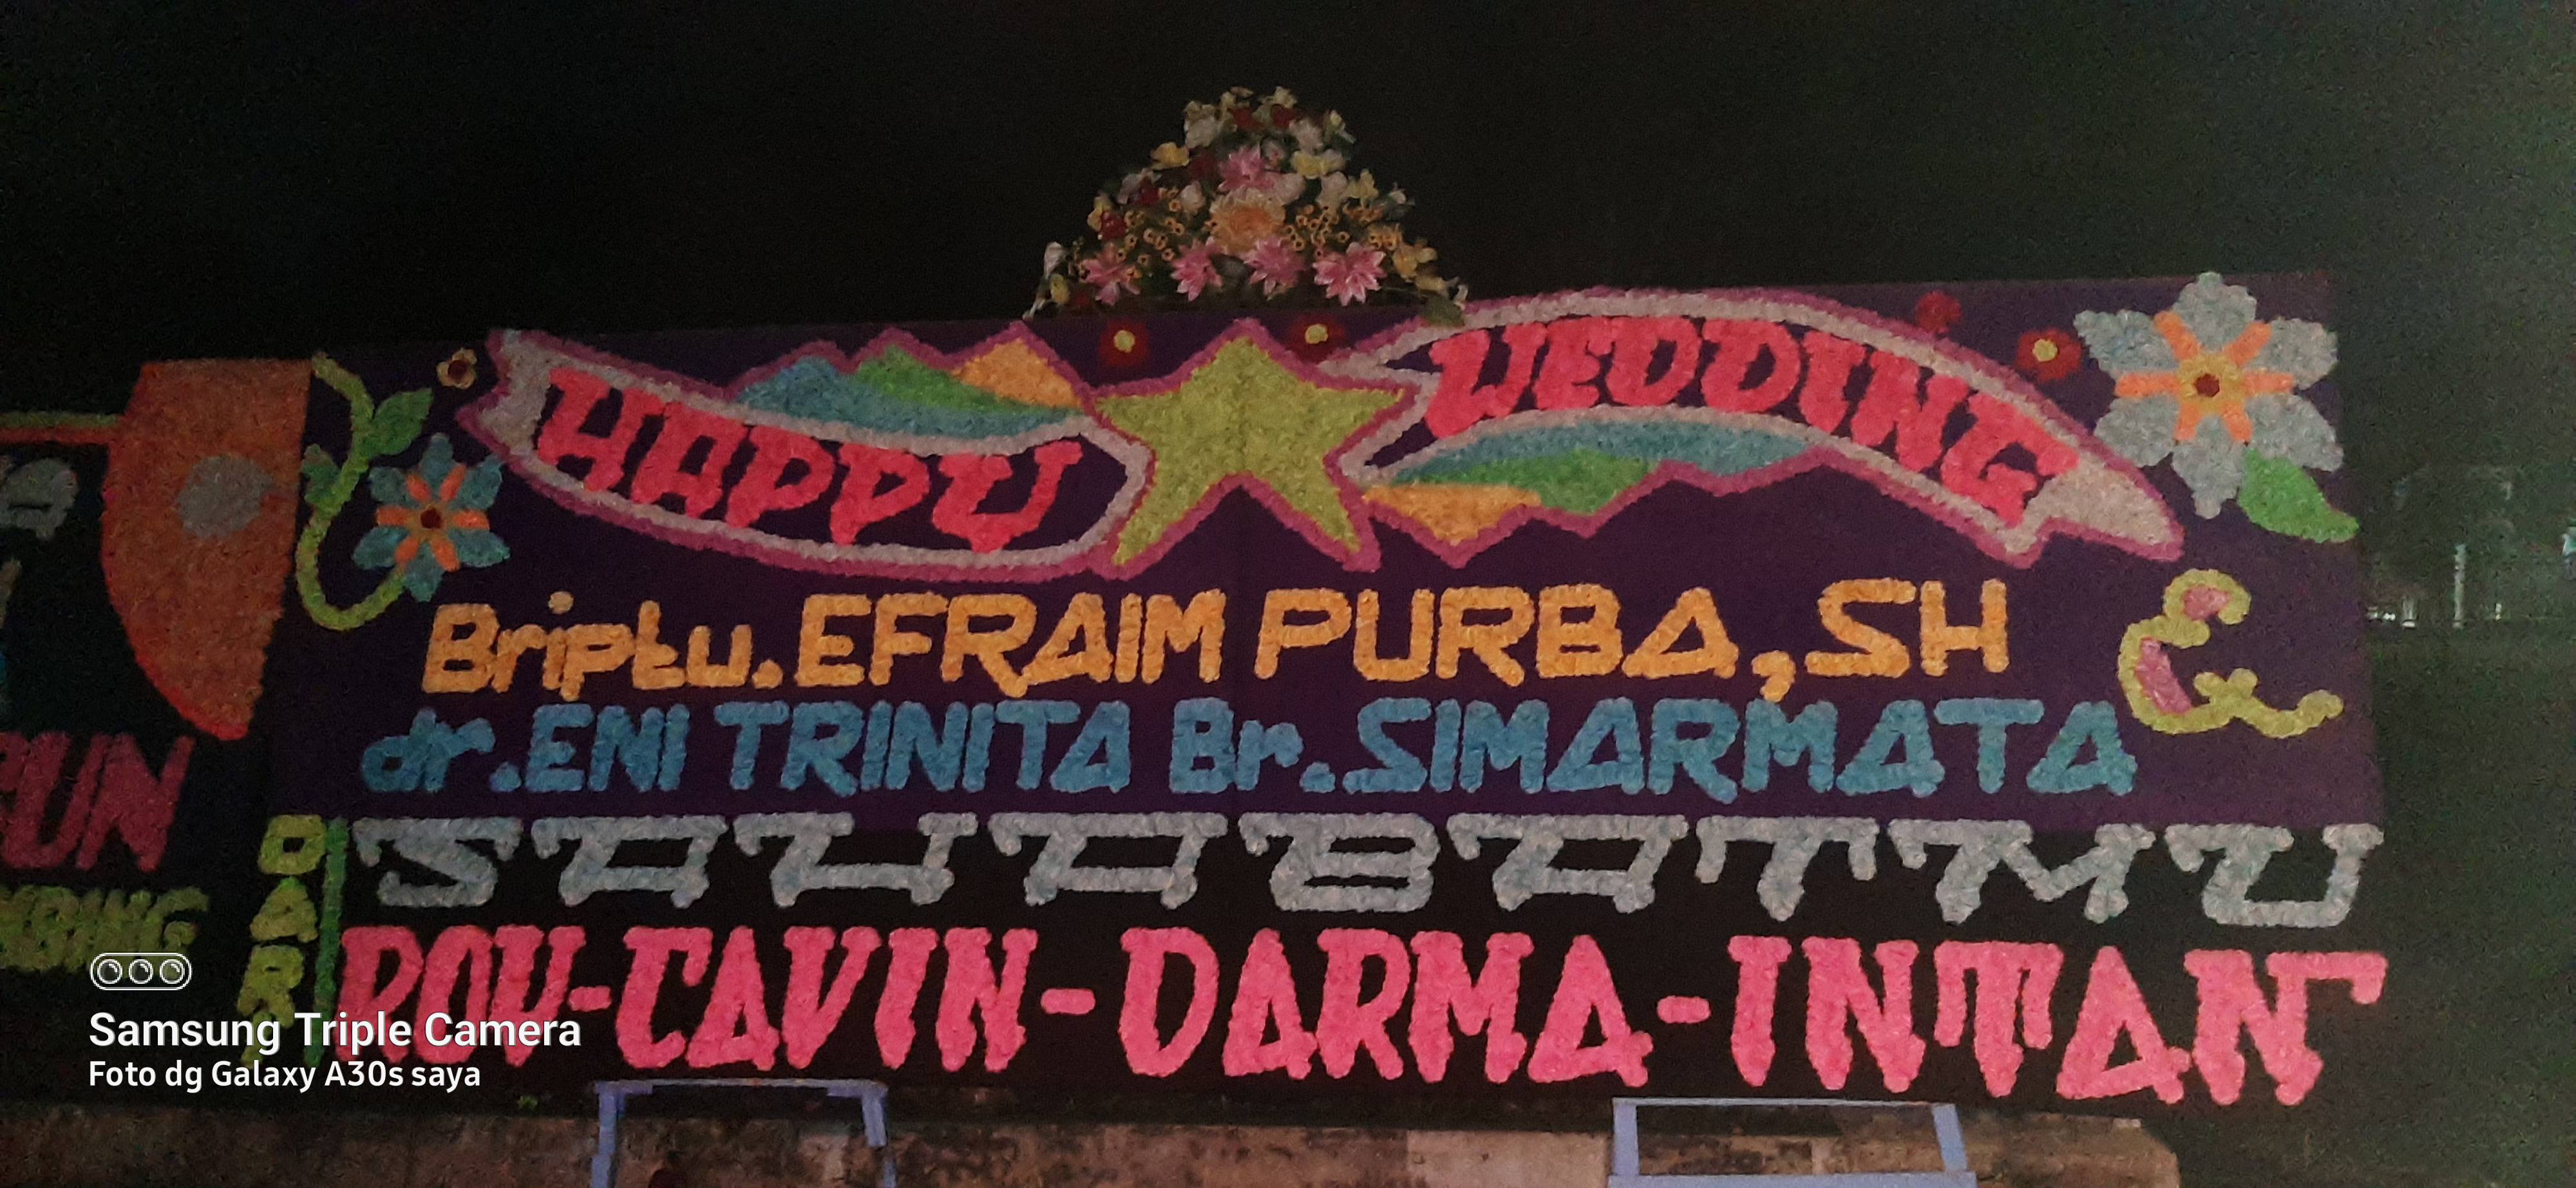 HAPPY WEDDING
Briptu. EFRAIM PURBA, SH
&
dr. ENI TRINITA Br. SIMARMATA
DARI
SAHABATMU
ROY-CAVIN-DARMA-INTAN
Samsung Triple Camera
Foto dg Galaxy A30s saya